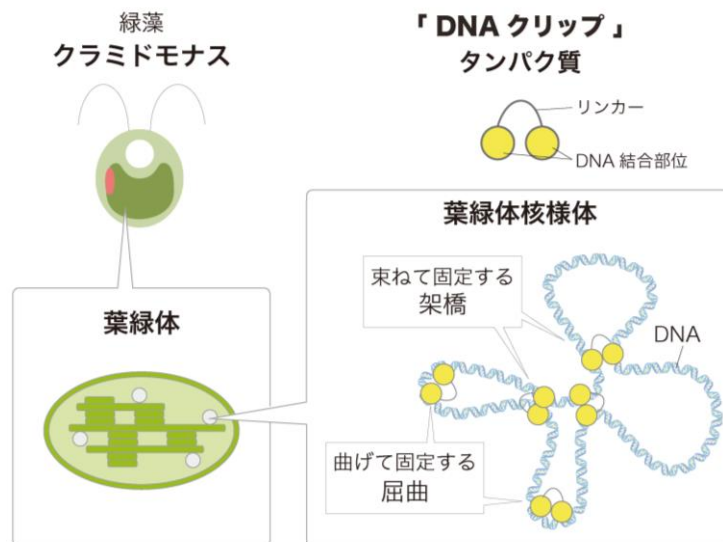 緑藻
クラミドモナス
「 DNA クリップ 」
タンパク質
リンカー
DNA 結合部位
葉緑体核様体
束ねて固定する
架橋
DNA
葉緑体
曲げて固定する
屈曲